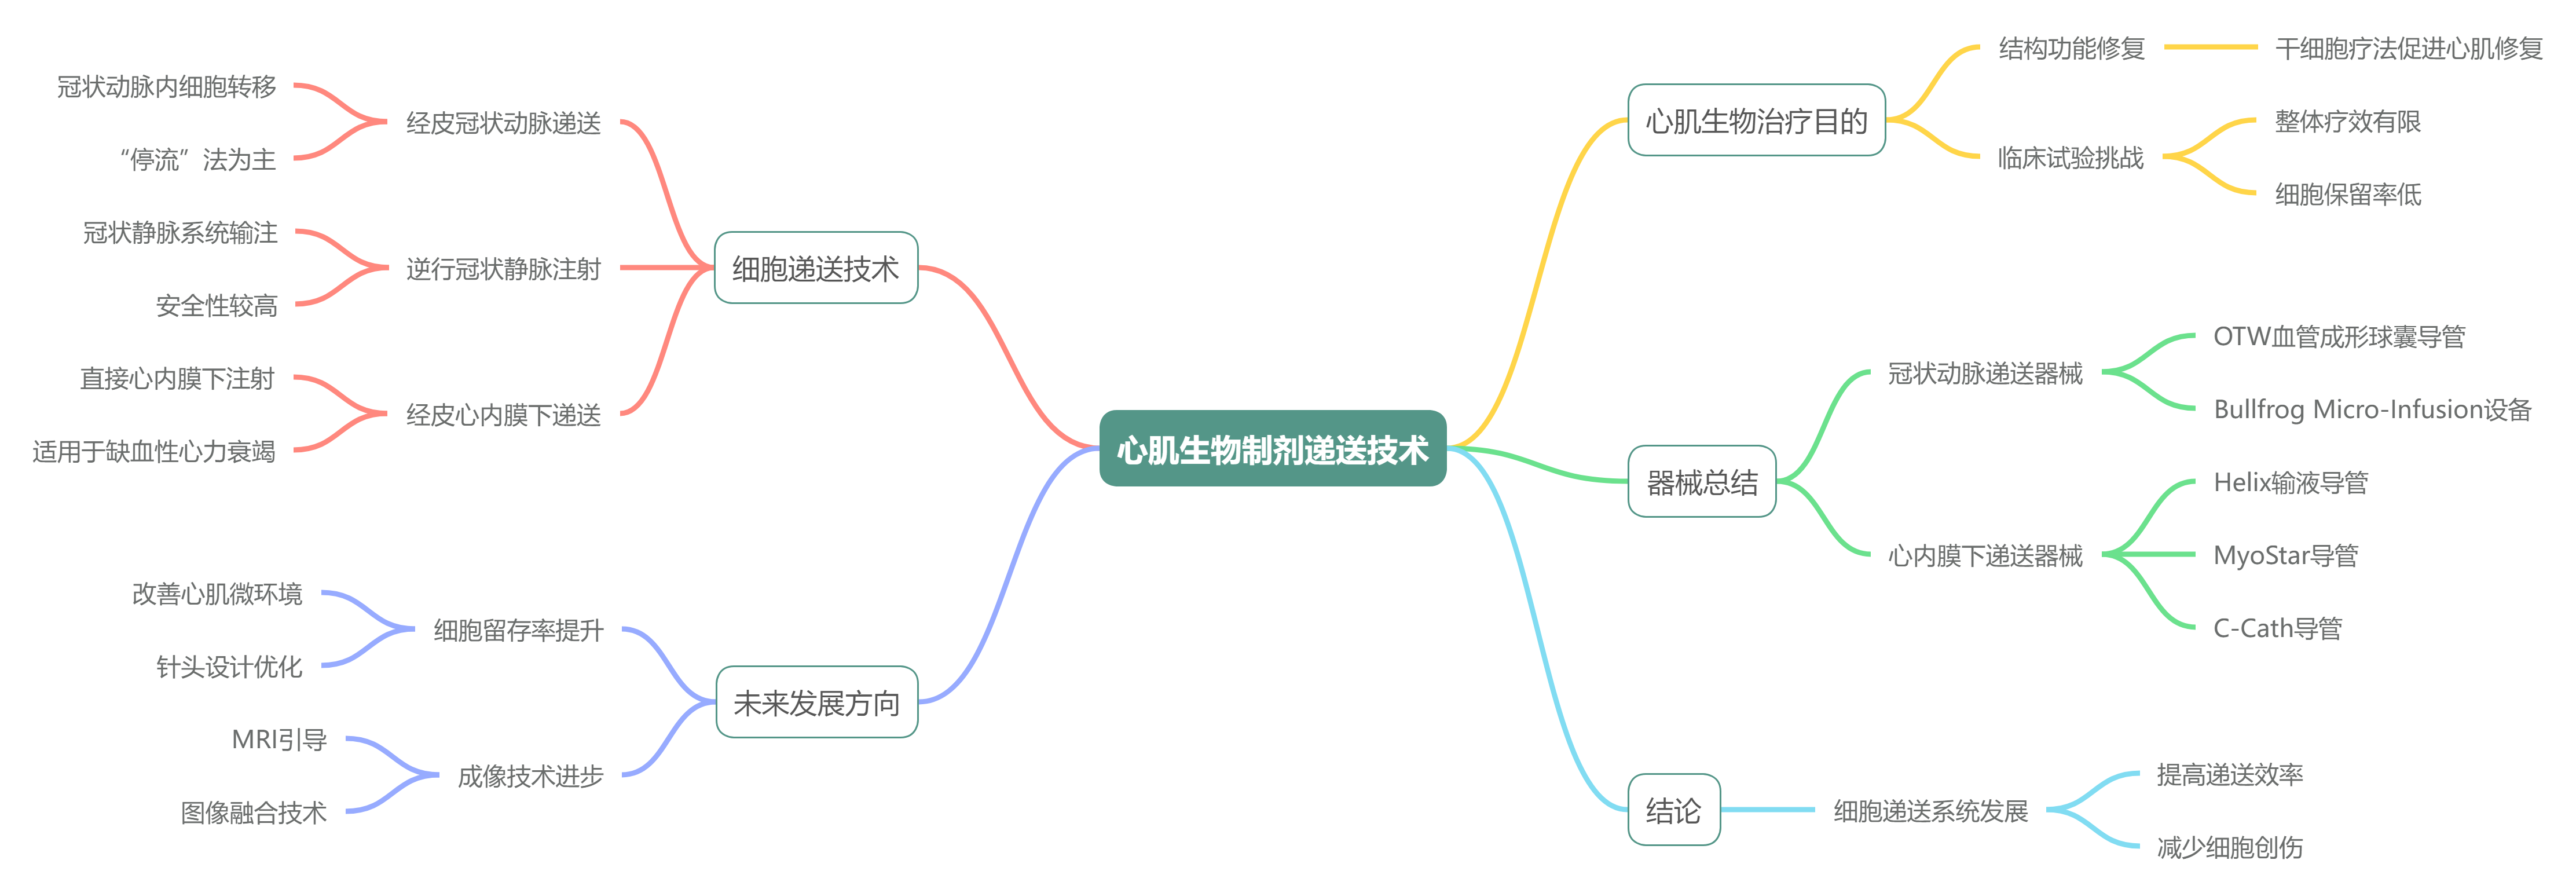 心肌生物制剂递送技术
心肌生物治疗目的
结构功能修复
干细胞疗法促进心肌修复
临床试验挑战
整体疗效有限
细胞保留率低
器械总结
冠状动脉递送器械
OTW血管成形球囊导管
Bullfrog Micro-Infusion设备
心内膜下递送器械
Helix输液导管
MyoStar导管
C-Cath导管
结论
细胞递送系统发展
提高递送效率
减少细胞创伤
细胞递送技术
经皮冠状动脉递送
冠状动脉内细胞转移
“停流”法为主
逆行冠状静脉注射
冠状静脉系统输注
安全性较高
经皮心内膜下递送
直接心内膜下注射
适用于缺血性心力衰竭
未来发展方向
细胞留存率提升
改善心肌微环境
针头设计优化
成像技术进步
MRI引导
图像融合技术